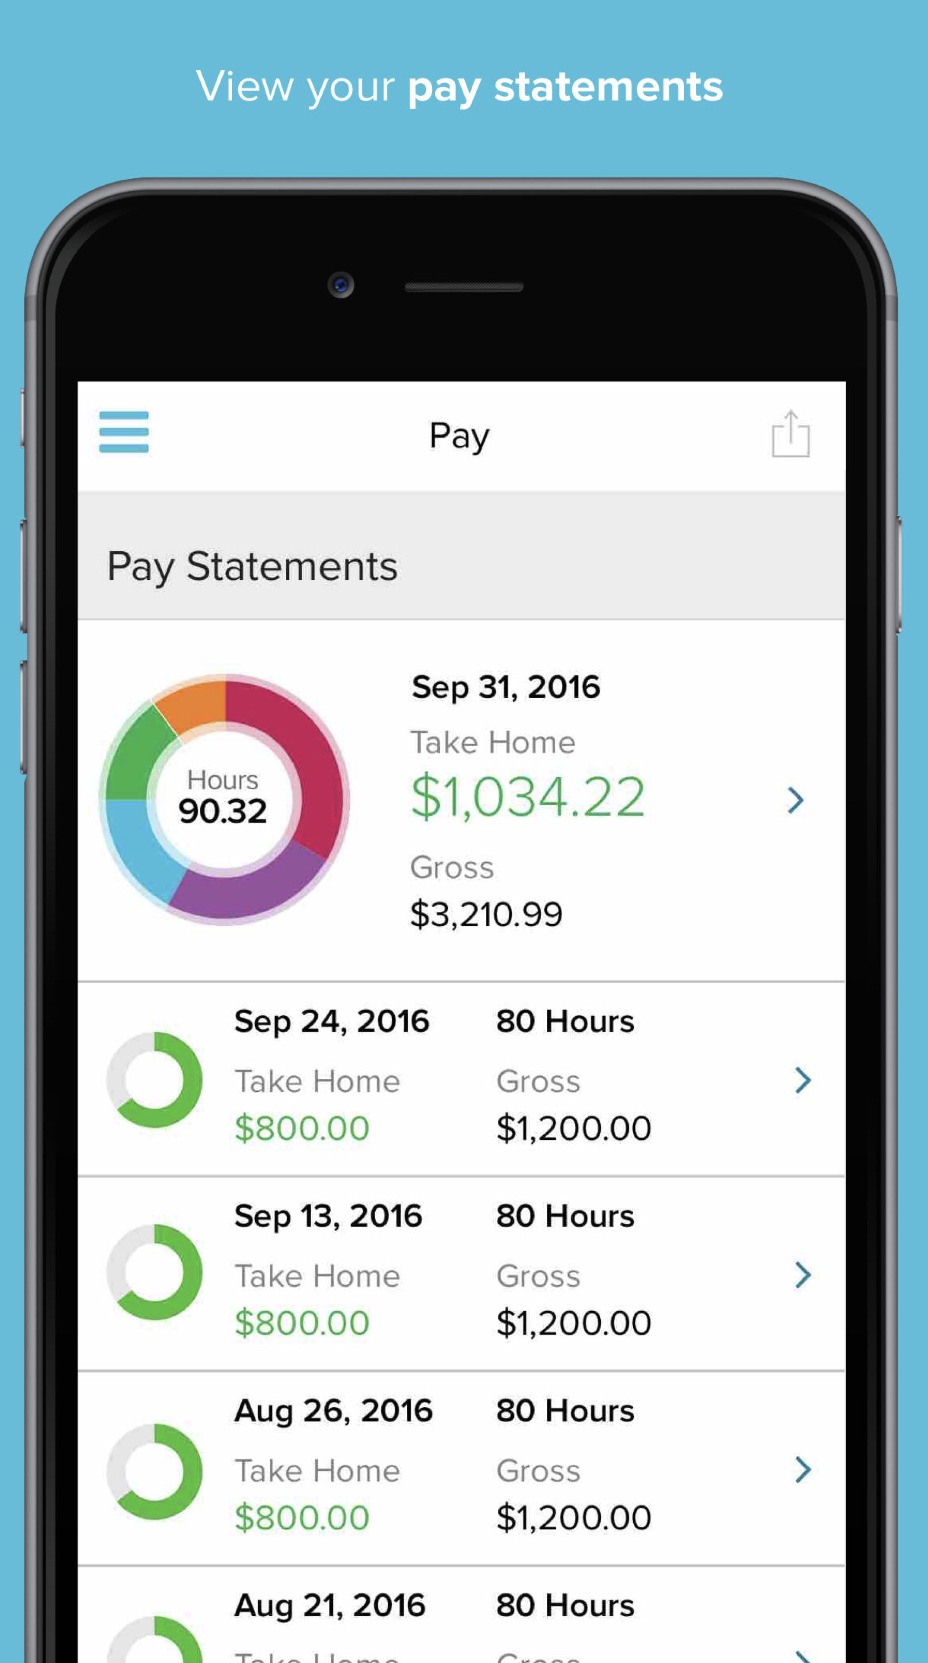 View your pay statements
Pay
Pay Statements
Hours
90.32
Sep 31, 2016
Take Home
$1,034.22
Gross
$3,210.99
Sep 24, 2016 80 Hours
Take Home Gross
$800.00 $1,200.00
Sep 13, 2016 80 Hours
Take Home Gross
$800.00 $1,200.00
Aug 26, 2016 80 Hours
Take Home Gross
$800.00 $1,200.00
Aug 21, 2016 80 Hours
Take Home Gross